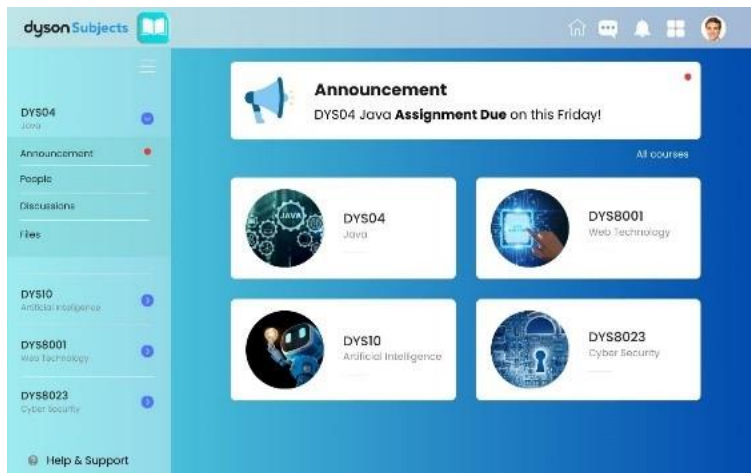 dyson Subjects
DYS04
Java
Announcement
People
Discussions
Files
DYS10
Artificial Intelligence
DYS8001
Web Technology
DYS8023
Cyber Security
Help & Support
Announcement
DYS04 Java Assignment Due on this Friday!
All courses
JAVA
DYS04
Java
DYS8001
Web Technology
DYS10
Artificial Intelligence
DYS8023
Cyber Security